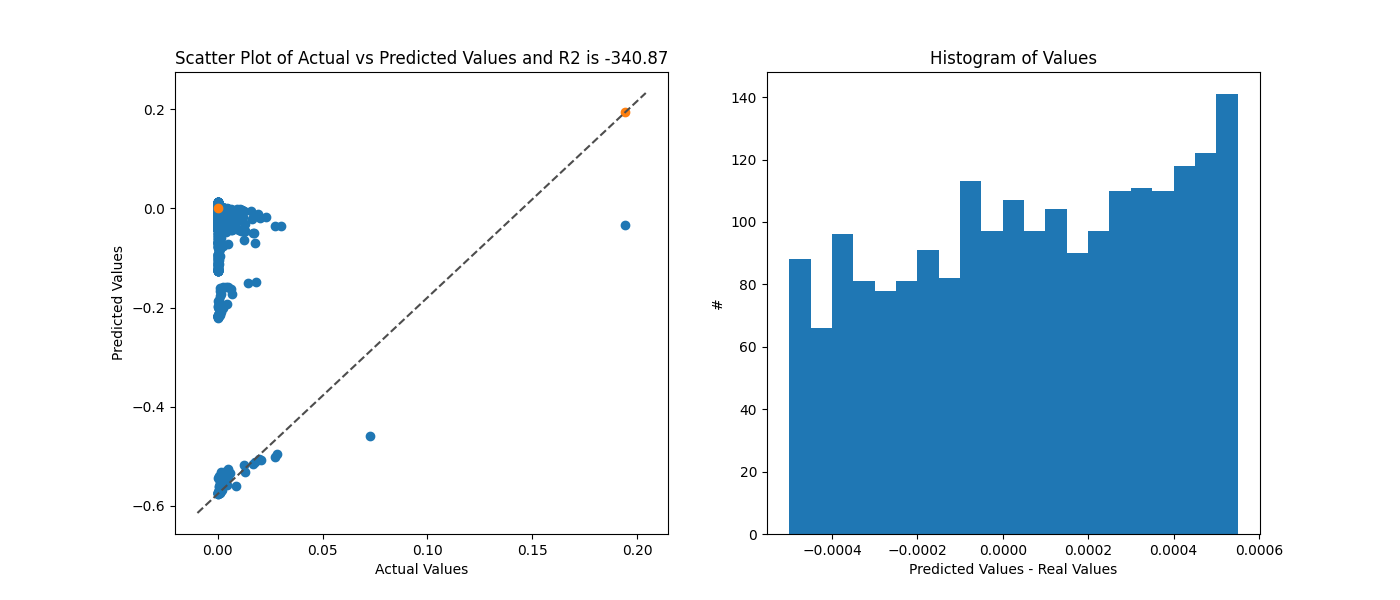 Scatter Plot of Actual vs Predicted Values and R2 is -340.87
0.2
0.0
−0.2
−0.4
−0.6
Predicted Values
0.00 0.05 0.10 0.15 0.20
Actual Values
Histogram of Values
140
120
100
80
60
40
20
0
#
−0.0004 −0.0002 0.0000 0.0002 0.0004 0.0006
Predicted Values - Real Values